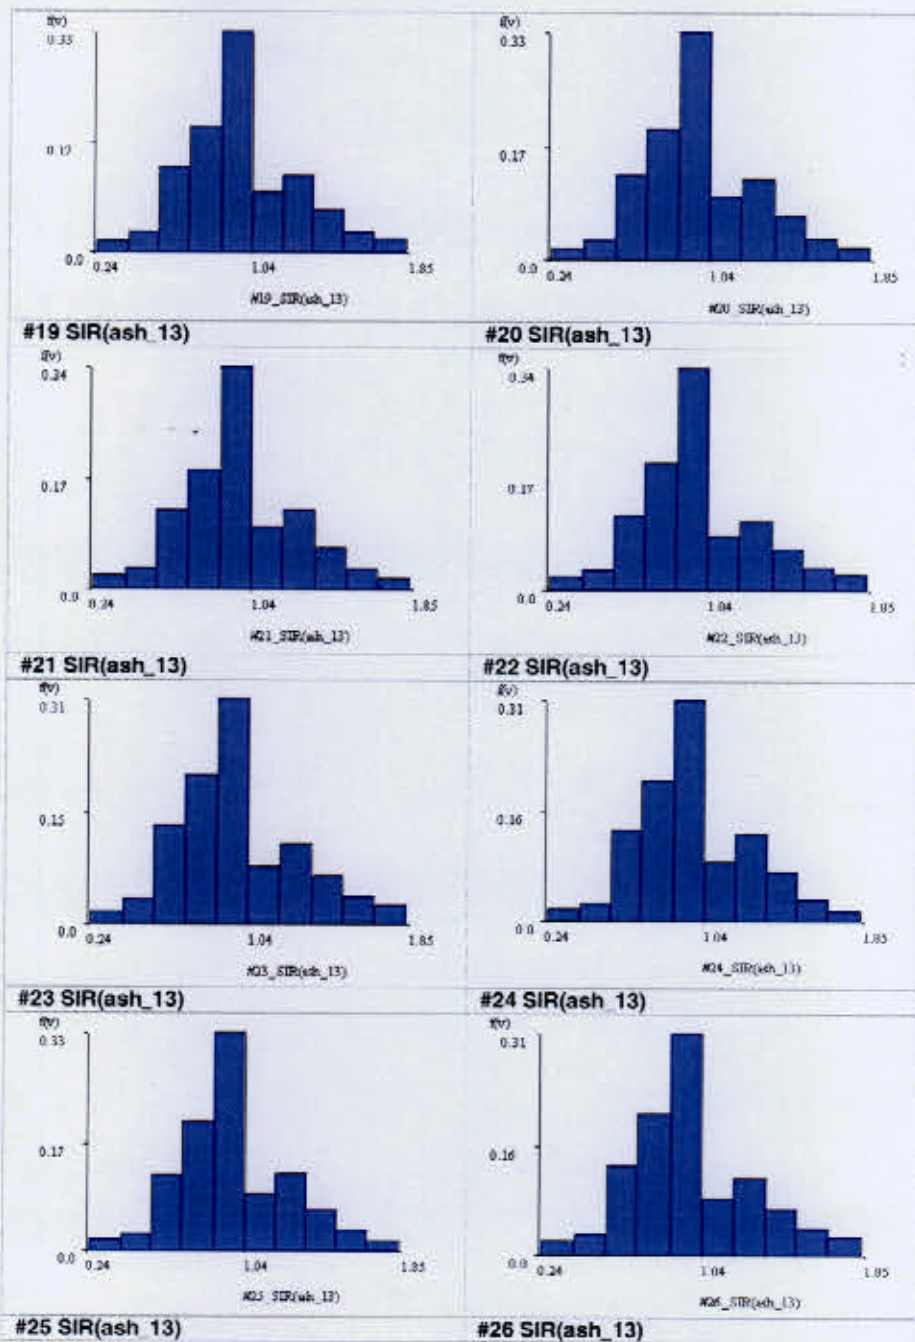 f(v)
0.33
0.17
0.0
0.24 1.04 1.85
#19_SIR(ash_13)
#19 SIR(ash_13)
f(v)
0.33
0.17
0.0
0.24 1.04 1.85
#20_SIR(ash_13)
#20 SIR(ash_13)
f(v)
0.34
0.17
0.0
0.24 1.04 1.85
#21_SIR(ash_13)
#21 SIR(ash_13)
f(v)
0.34
0.17
0.0
0.24 1.04 1.85
#22_SIR(ash_13)
#22 SIR(ash_13)
f(v)
0.31
0.15
0.0
0.24 1.04 1.85
#23_SIR(ash_13)
#23 SIR(ash_13)
f(v)
0.31
0.16
0.0
0.24 1.04 1.85
#24_SIR(ash_13)
#24 SIR(ash_13)
f(v)
0.33
0.17
0.0
0.24 1.04 1.85
#25_SIR(ash_13)
#25 SIR(ash_13)
f(v)
0.31
0.16
0.0
0.24 1.04 1.85
#26_SIR(ash_13)
#26 SIR(ash_13)